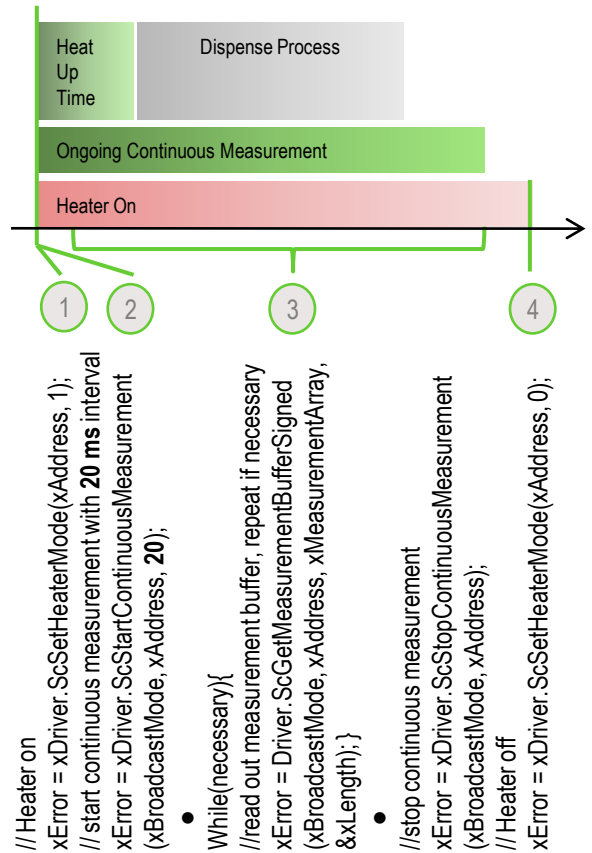 Heat
Up
Time
Dispense Process
Ongoing Continuous Measurement
Heater On
1
2
3
4
// Heater on
xError = xDriver.ScSetHeaterMode(xAddress, 1);
// start continuous measurement with 20 ms interval
xError = xDriver.ScStartContinuousMeasurement
(xBroadcastMode, xAddress, 20);
●
While(necessary){
//read out measurement buffer, repeat if necessary
xError = Driver.ScGetMeasurementBufferSigned
(xBroadcastMode, xAddress, xMeasurementArray,
&xLength); }
●
//stop continuous measurement
xError = xDriver.ScStopContinuousMeasurement
(xBroadcastMode, xAddress);
// Heater off
xError = xDriver.ScSetHeaterMode(xAddress, 0);